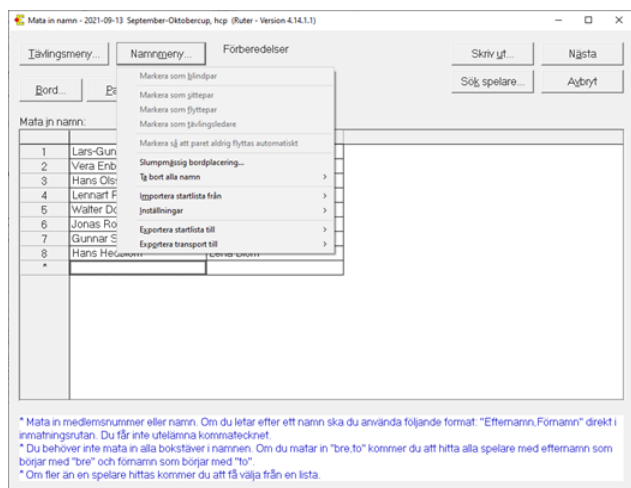 Mata in namn - 2021-09-13 September-Oktobercup, hcp (Ruter - Version 4.14.1.1)
Tävlingsmeny... Namnmeny... Förberedelser Skriv ut... Nästa
Bord... Sök spelare... Avbryt
Mata in namn:
Markera som blindpar
Markera som sittepar
Markera som flyttepar
Markera som tävlingsledare
Markera så att paret aldrig flyttas automatiskt
Slumpmässig bordplacering...
Ta bort alla namn
Importera startlista från
Inställningar
Exportera startlista till
Exportera transport till
1 Lars-Gun
2 Vera Enb
3 Hans Ols
4 Lennart
5 Walter
6 Jonas Ro
7 Gunnar S
8 Hans Hedblom Lena Blom
*
* Mata in medlemsnummer eller namn. Om du letar efter ett namn ska du använda följande format: "Efternamn,Förnamn" direkt i
inmatningsrutan. Du får inte utelämna kommatecknet.
* Du behöver inte mata in alla bokstäver i namnen. Om du matar in "bre,to" kommer du att hitta alla spelare med efternamn som
börjar med "bre" och förnamn som börjar med "to".
* Om fler än en spelare hittas kommer du att få välja från en lista.